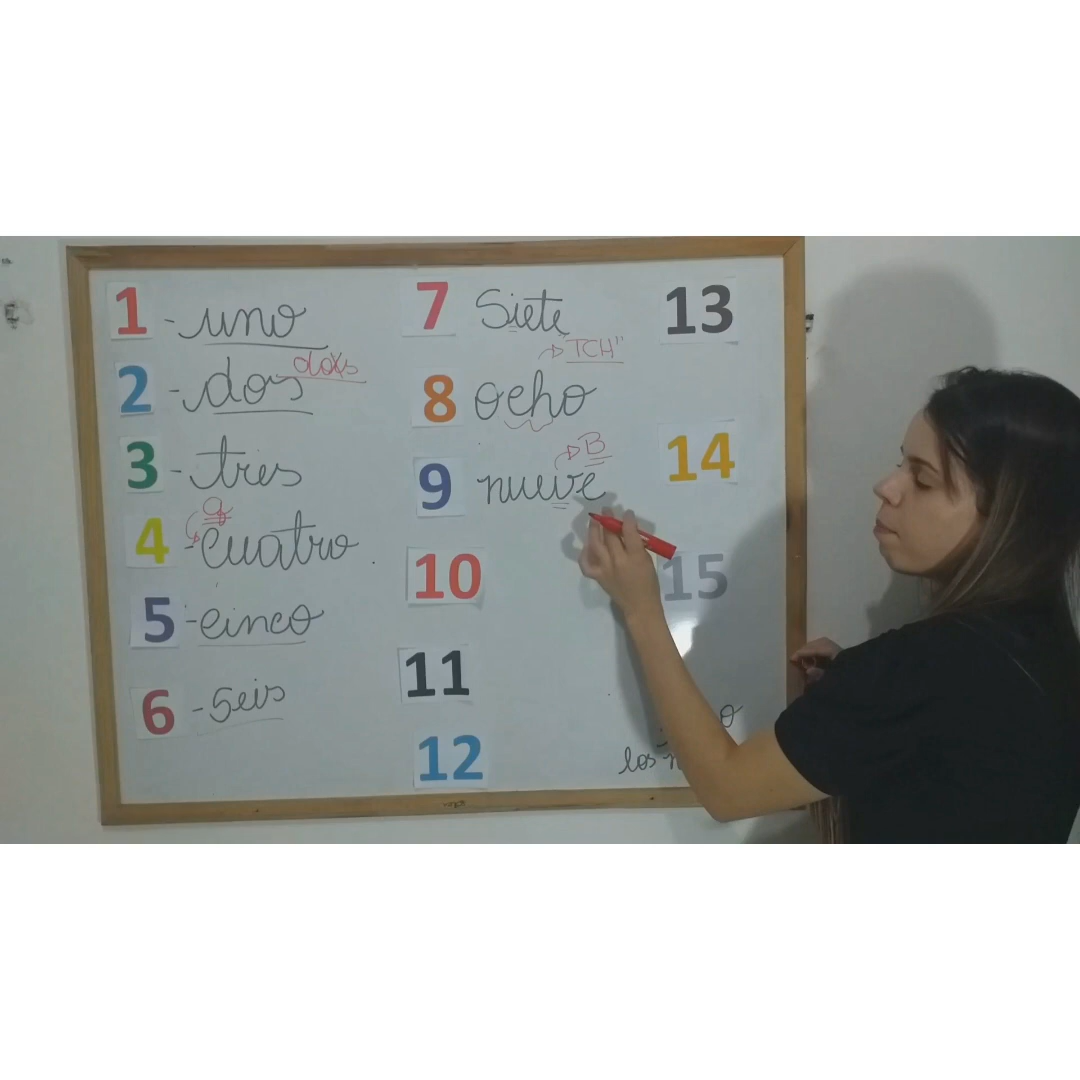 1 - uno
2 - dos doxs
3 - tres
q
4 - cuatro
5 - cinco
6 - seis
7 siete
TCH"
8 ocho
B
9 nueve
10
11
12
13
14
15
los